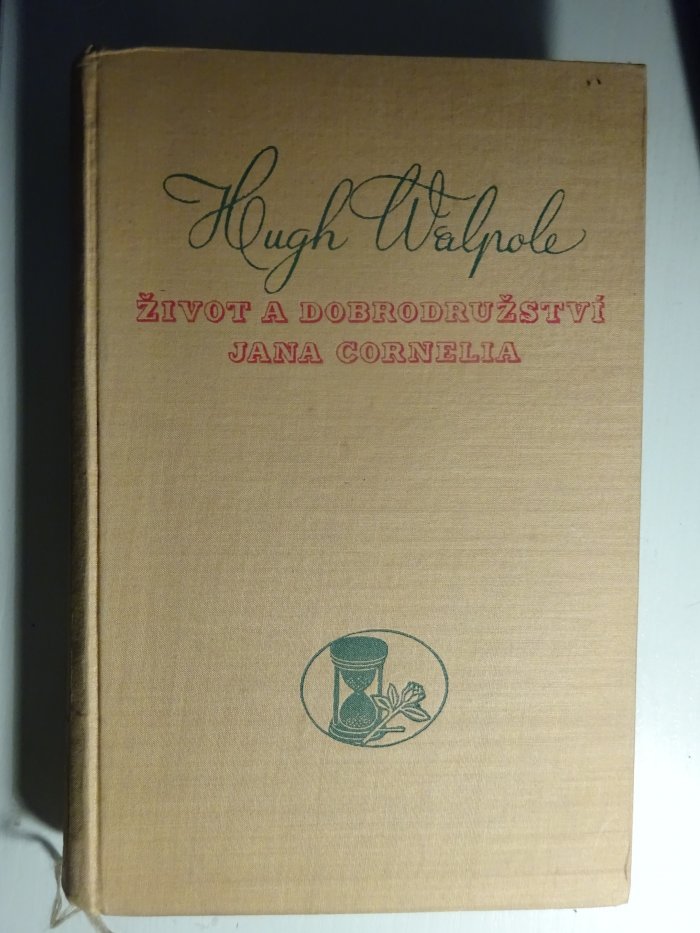 Hugh Walpole
ŽIVOT A DOBRODRUŽSTVÍ
JANA CORNELIA